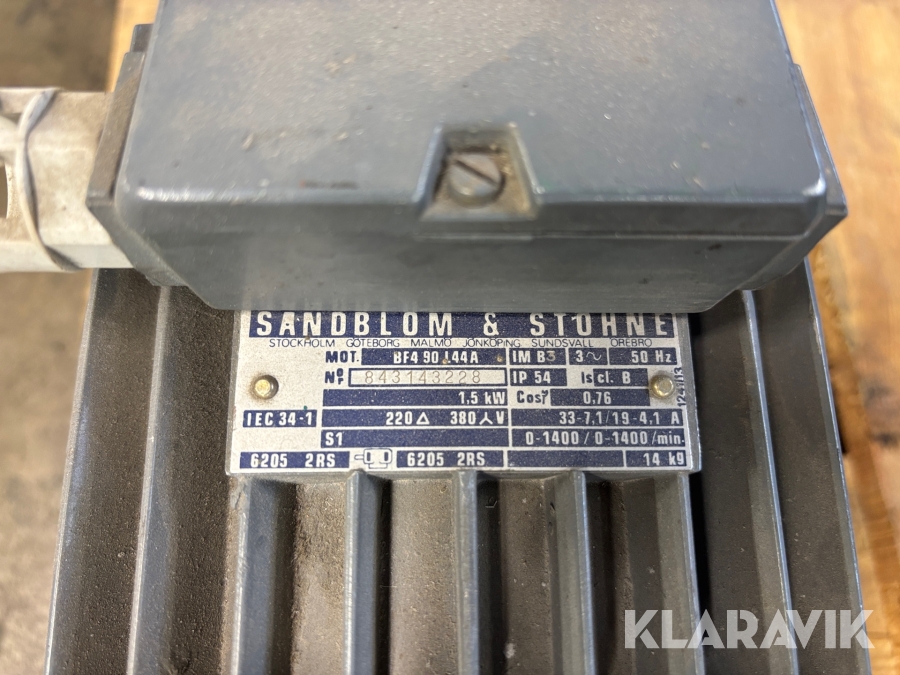 SANDBLOM & STOHNE
STOCKHOLM GÖTEBORG MALMÖ JÖNKÖPING SUNDSVALL ÖREBRO
MOT. BF4 90 L44A IM B3 3~ 50 Hz
No Nr 843143228 IP 54 Is cl. B
1,5 kW Cosφ 0,76
IEC 34-1 220 △ 380 ⅄ V 33-7,1/19-4,1 A
S1 0-1400/0-1400/min.
6205 2RS 6205 2RS 14 kg
KLARAVIK